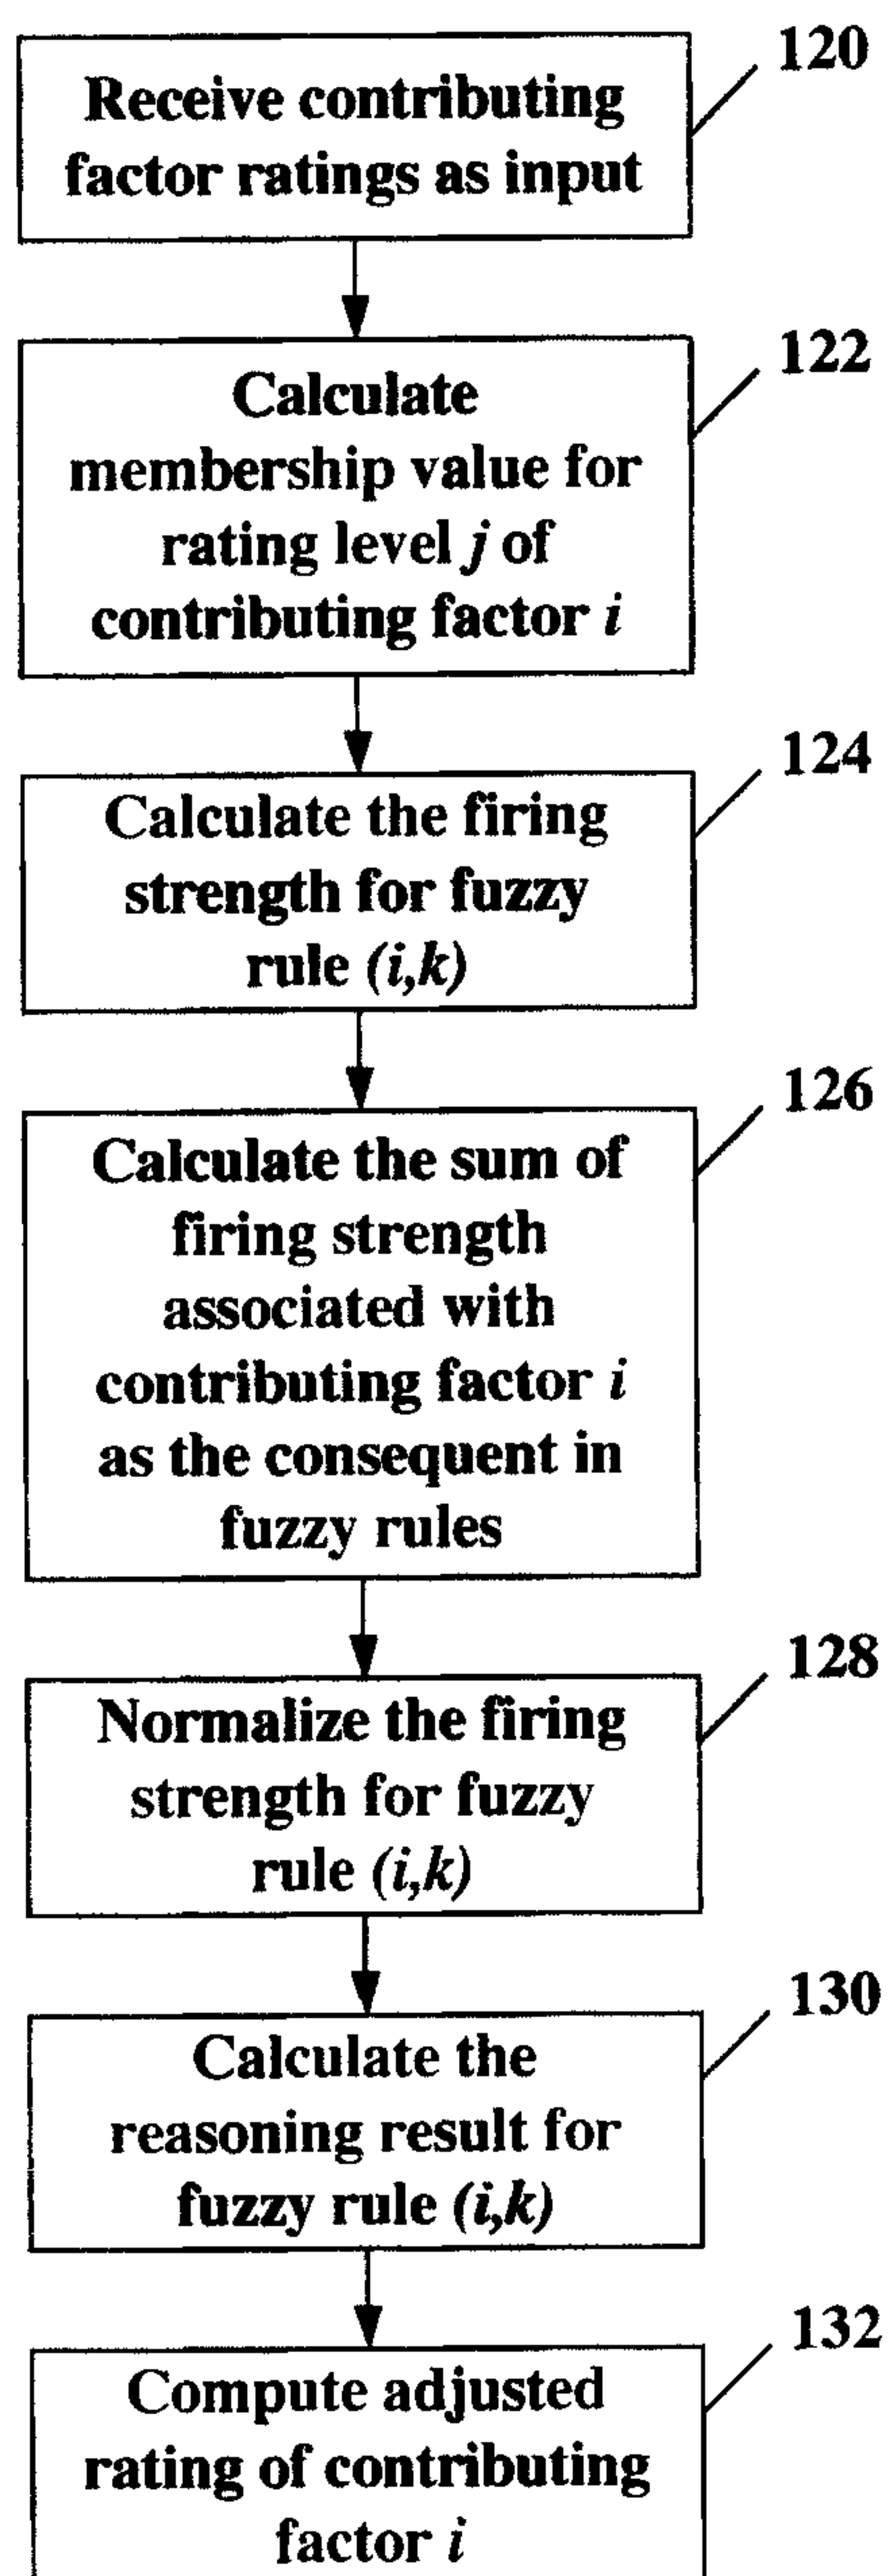 120
Receive contributing
factor ratings as input
122
Calculate
membership value for
rating level j of
contributing factor i
124
Calculate the firing
strength for fuzzy
rule (i,k)
126
Calculate the sum of
firing strength
associated with
contributing factor i
as the consequent in
fuzzy rules
128
Normalize the firing
strength for fuzzy
rule (i,k)
130
Calculate the
reasoning result for
fuzzy rule (i,k)
132
Compute adjusted
rating of contributing
factor i